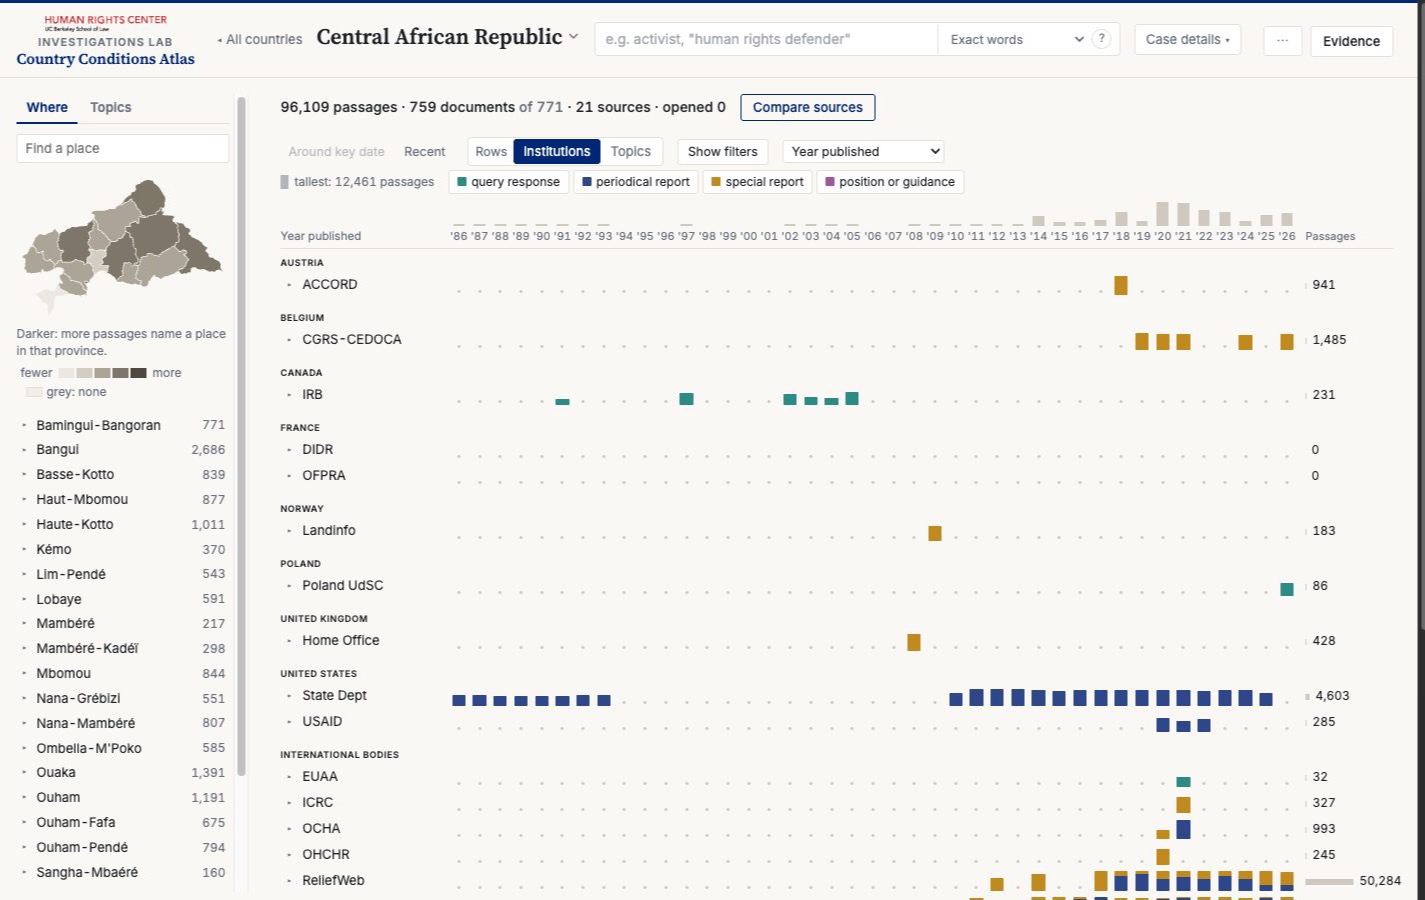 HUMAN RIGHTS CENTER
UC Berkeley School of Law
INVESTIGATIONS LAB
Country Conditions Atlas
All countries
Central African Republic
e.g. activist, "human rights defender"
Exact words
?
Case details
...
Evidence
Where
Topics
Find a place
Darker: more passages name a place
in that province.
fewer
more
grey: none
Bamingui-Bangoran 771
Bangui 2,686
Basse-Kotto 839
Haut-Mbomou 877
Haute-Kotto 1,011
Kémo 370
Lim-Pendé 543
Lobaye 591
Mambéré 217
Mambéré-Kadéï 298
Mbomou 844
Nana-Grébizi 551
Nana-Mambéré 807
Ombella-M'Poko 585
Ouaka 1,391
Ouham 1,191
Ouham-Fafa 675
Ouham-Pendé 794
Sangha-Mbaéré 160
96,109 passages · 759 documents of 771 · 21 sources · opened 0
Compare sources
Around key date
Recent
Rows
Institutions
Topics
Show filters
Year published
tallest: 12,461 passages
query response
periodical report
special report
position or guidance
Year published '86 '87 '88 '89 '90 '91 '92 '93 '94 '95 '96 '97 '98 '99 '00 '01 '02 '03 '04 '05 '06 '07 '08 '09 '10 '11 '12 '13 '14 '15 '16 '17 '18 '19 '20 '21 '22 '23 '24 '25 '26 Passages
AUSTRIA
ACCORD 941
BELGIUM
CGRS-CEDOCA 1,485
CANADA
IRB 231
FRANCE
DIDR 0
OFPRA 0
NORWAY
Landinfo 183
POLAND
Poland UdSC 86
UNITED KINGDOM
Home Office 428
UNITED STATES
State Dept 4,603
USAID 285
INTERNATIONAL BODIES
EUAA 32
ICRC 327
OCHA 993
OHCHR 245
ReliefWeb 50,284